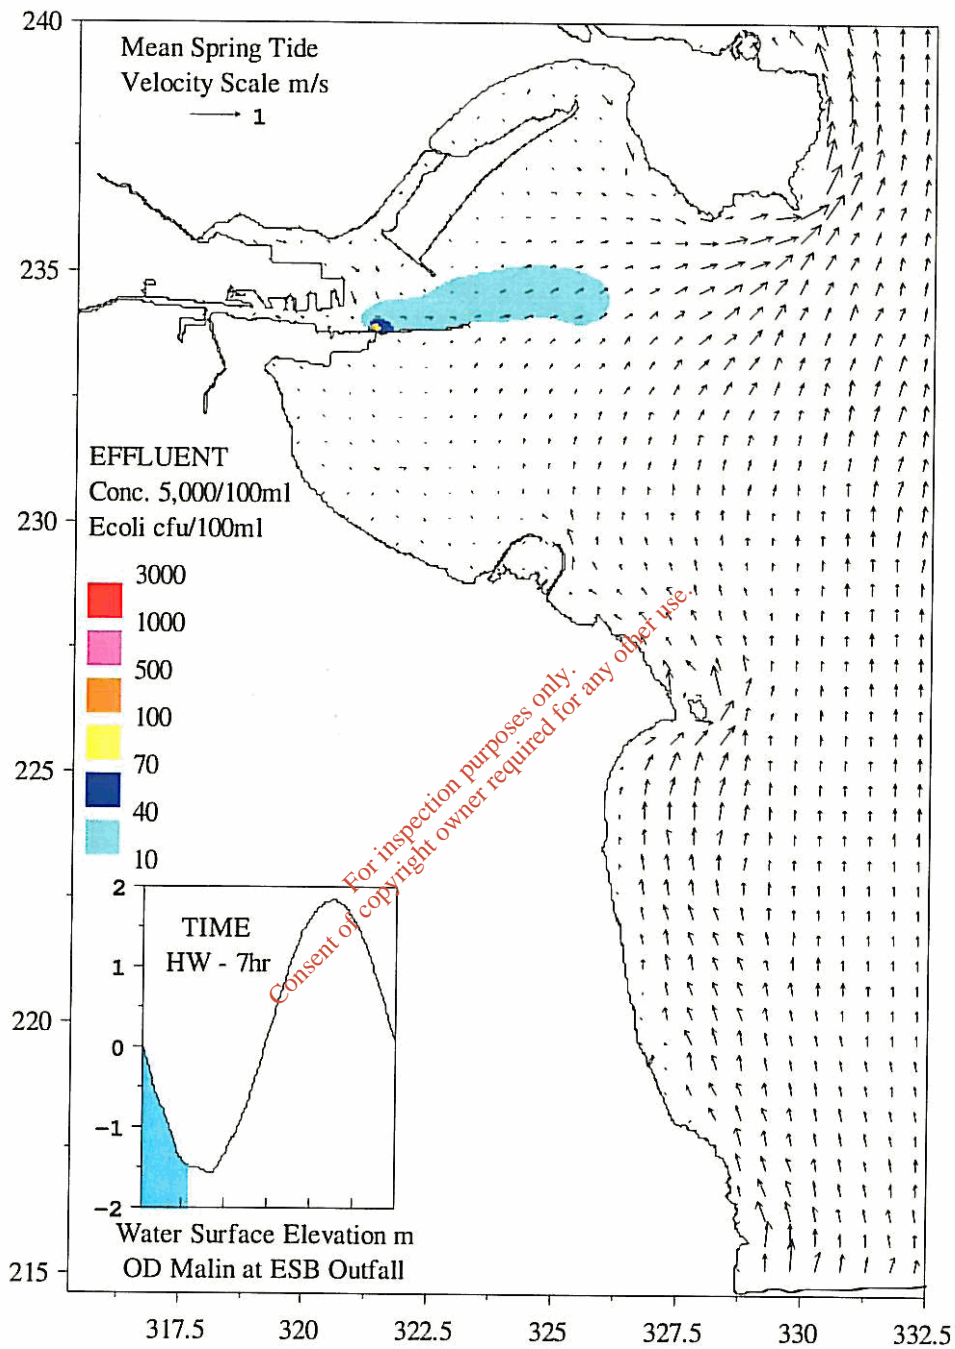 240
Mean Spring Tide
Velocity Scale m/s
1
235
EFFLUENT
Conc. 5,000/100ml
Ecoli cfu/100ml
230
3000
1000
500
100
70
40
10
225
For inspection purposes only.
Consent of copyright owner required for any other use.
2
TIME
HW - 7hr
1
220
0
-1
-2
Water Surface Elevation m
OD Malin at ESB Outfall
215
317.5 320 322.5 325 327.5 330 332.5